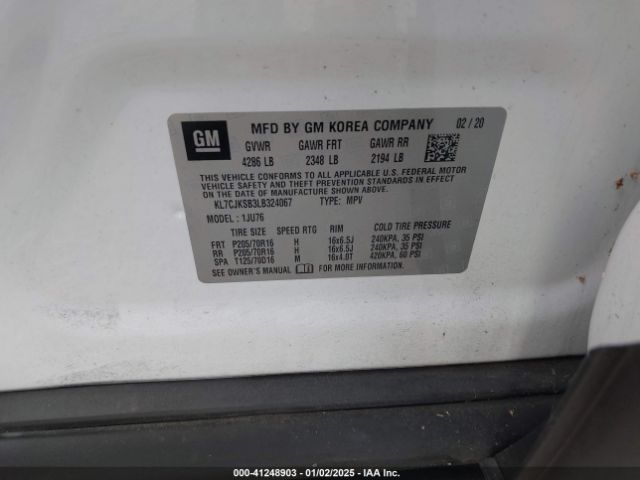 GM
MFD BY GM KOREA COMPANY 02 / 20
GVWR GAWR FRT GAWR RR
4286 LB 2348 LB 2194 LB
THIS VEHICLE CONFORMS TO ALL APPLICABLE U.S. FEDERAL MOTOR
VEHICLE SAFETY, BUMPER, AND THEFT PREVENTION STANDARDS IN
EFFECT ON THE DATE OF MANUFACTURE SHOWN ABOVE.
KL7CJKSB3LB324067 TYPE: MPV
MODEL : 1JU76
TIRE SIZE SPEED RTG RIM COLD TIRE PRESSURE
FRT P205/70R16 H 16x6.5J 240KPA, 35 PSI
RR P205/70R16 H 16x6.5J 240KPA, 35 PSI
SPA T125/70D16 M 16x4.0T 420KPA, 60 PSI
SEE OWNER'S MANUAL FOR MORE INFORMATION.
000-41248903 - 01/02/2025 - IAA Inc.